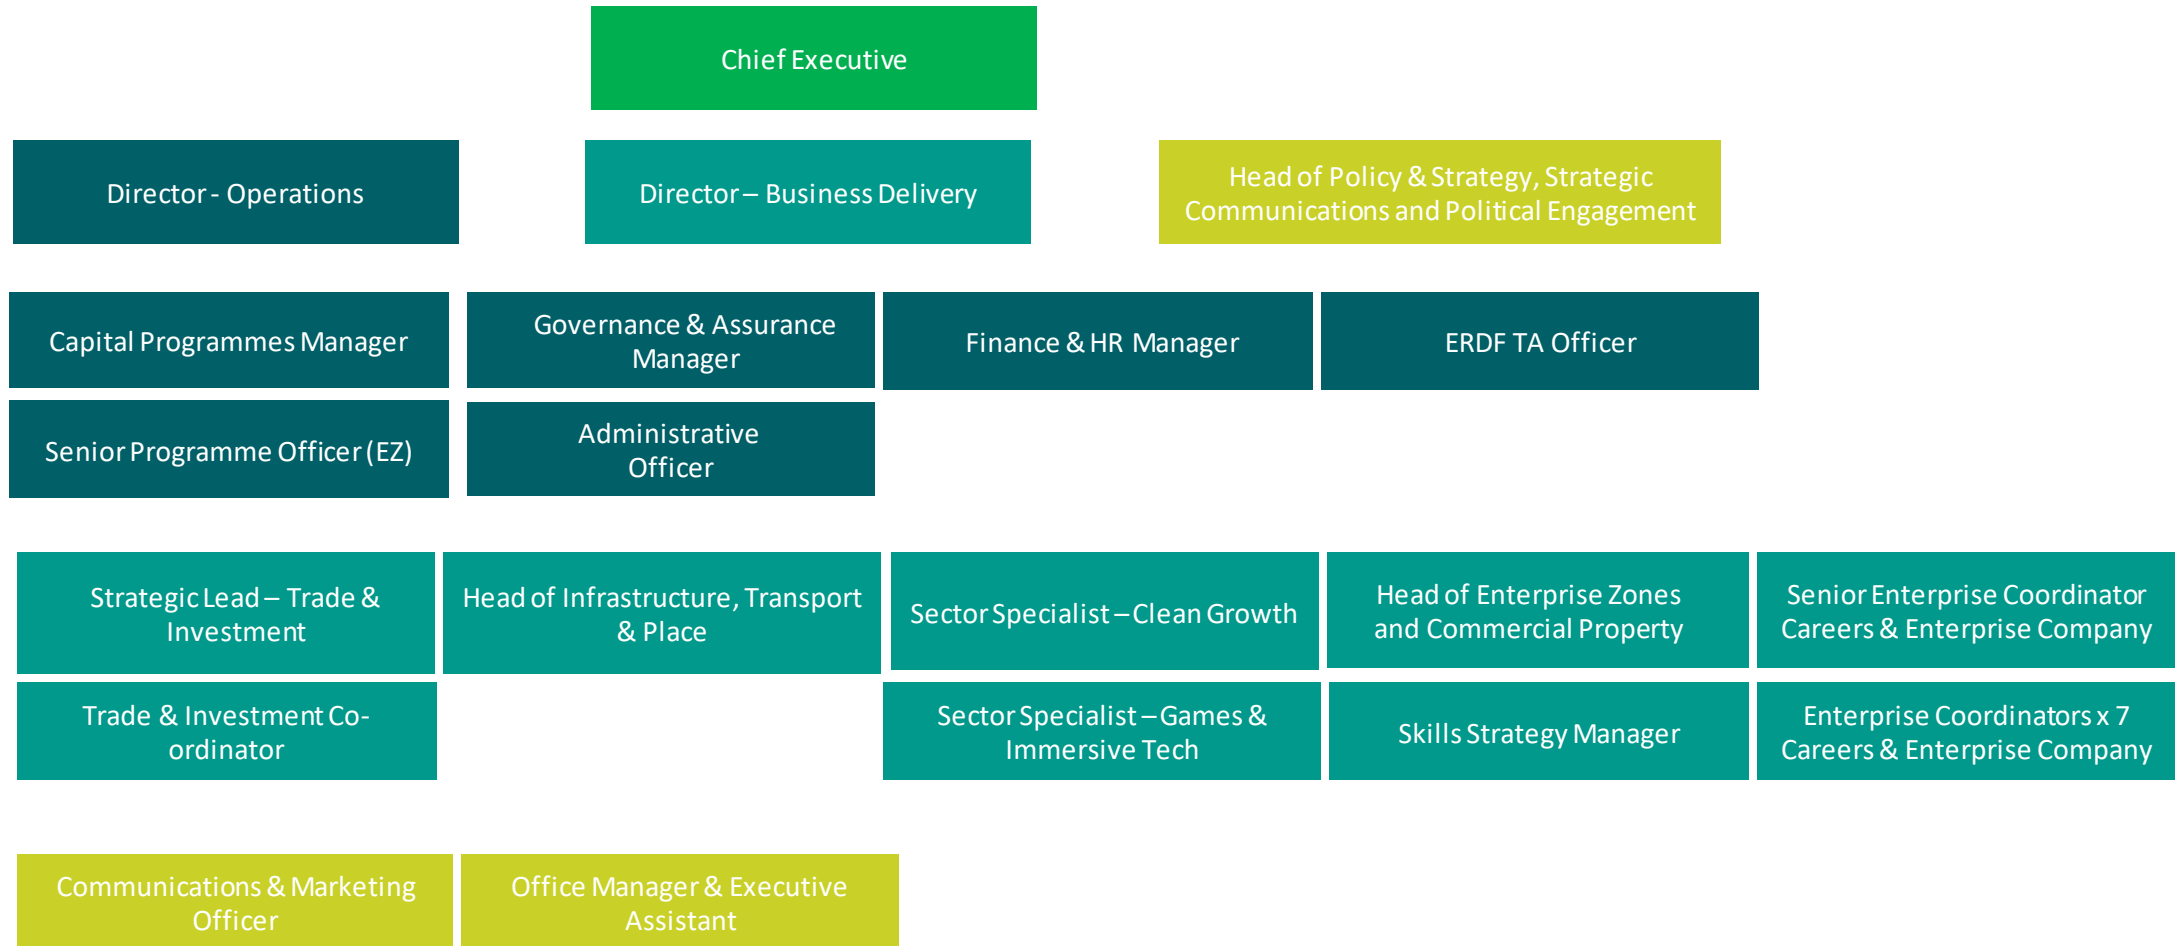 Chief Executive
Director - Operations
Director – Business Delivery
Head of Policy & Strategy, Strategic
Communications and Political Engagement
Capital Programmes Manager
Governance & Assurance
Manager
Finance & HR Manager
ERDF TA Officer
Senior Programme Officer (EZ)
Administrative
Officer
Strategic Lead – Trade &
Investment
Head of Infrastructure, Transport
& Place
Sector Specialist – Clean Growth
Head of Enterprise Zones
and Commercial Property
Senior Enterprise Coordinator
Careers & Enterprise Company
Trade & Investment Co-
ordinator
Sector Specialist – Games &
Immersive Tech
Skills Strategy Manager
Enterprise Coordinators x 7
Careers & Enterprise Company
Communications & Marketing
Officer
Office Manager & Executive
Assistant